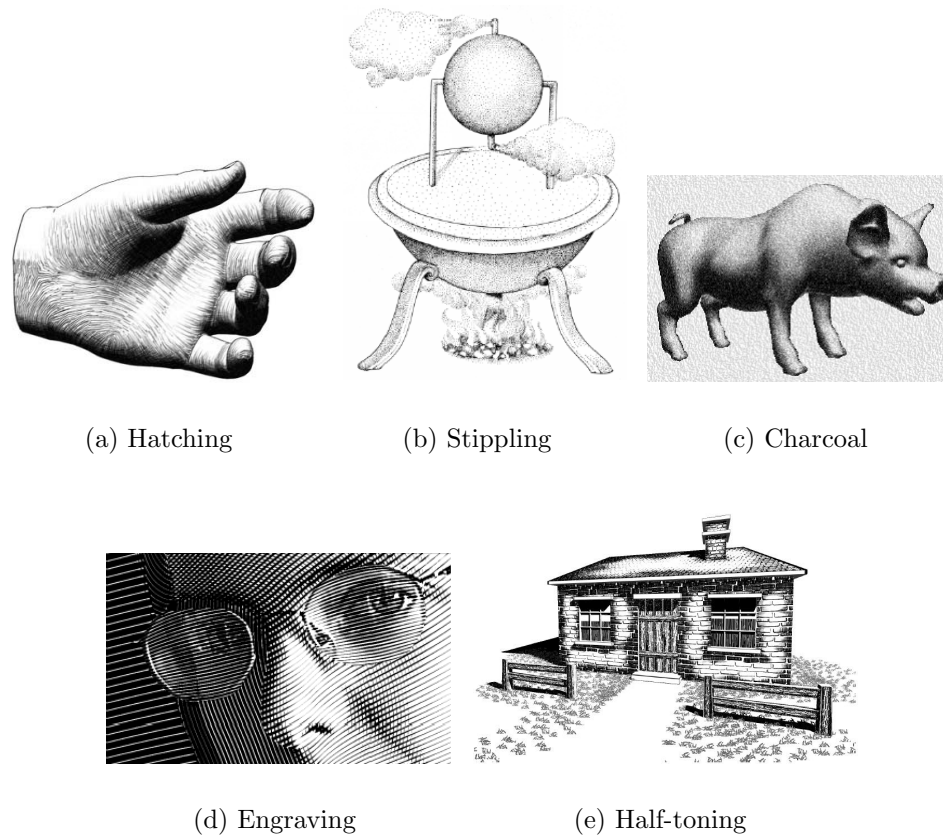 (a) Hatching
(b) Stippling
(c) Charcoal
(d) Engraving
(e) Half-toning